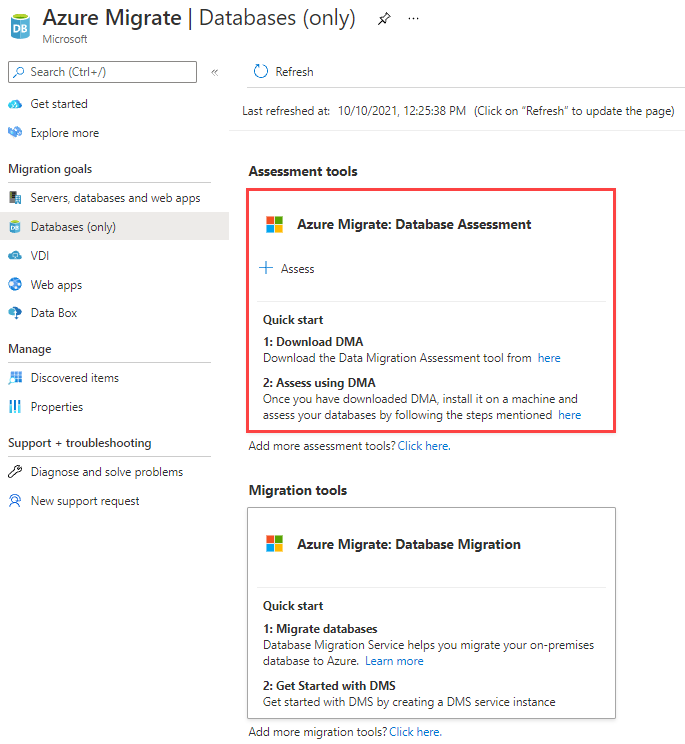 Azure Migrate | Databases (only)
Microsoft
DB
Search (Ctrl+/)
«
Get started
Explore more
Migration goals
Servers, databases and web apps
Databases (only)
VDI
Web apps
Data Box
Manage
Discovered items
Properties
Support + troubleshooting
Diagnose and solve problems
New support request
Refresh
Last refreshed at: 10/10/2021, 12:25:38 PM (Click on “Refresh” to update the page)
Assessment tools
Azure Migrate: Database Assessment
Assess
Quick start
1: Download DMA
Download the Data Migration Assessment tool from here
2: Assess using DMA
Once you have downloaded DMA, install it on a machine and
assess your databases by following the steps mentioned here
Add more assessment tools? Click here.
Migration tools
Azure Migrate: Database Migration
Quick start
1: Migrate databases
Database Migration Service helps you migrate your on-premises
database to Azure. Learn more
2: Get Started with DMS
Get started with DMS by creating a DMS service instance
Add more migration tools? Click here.